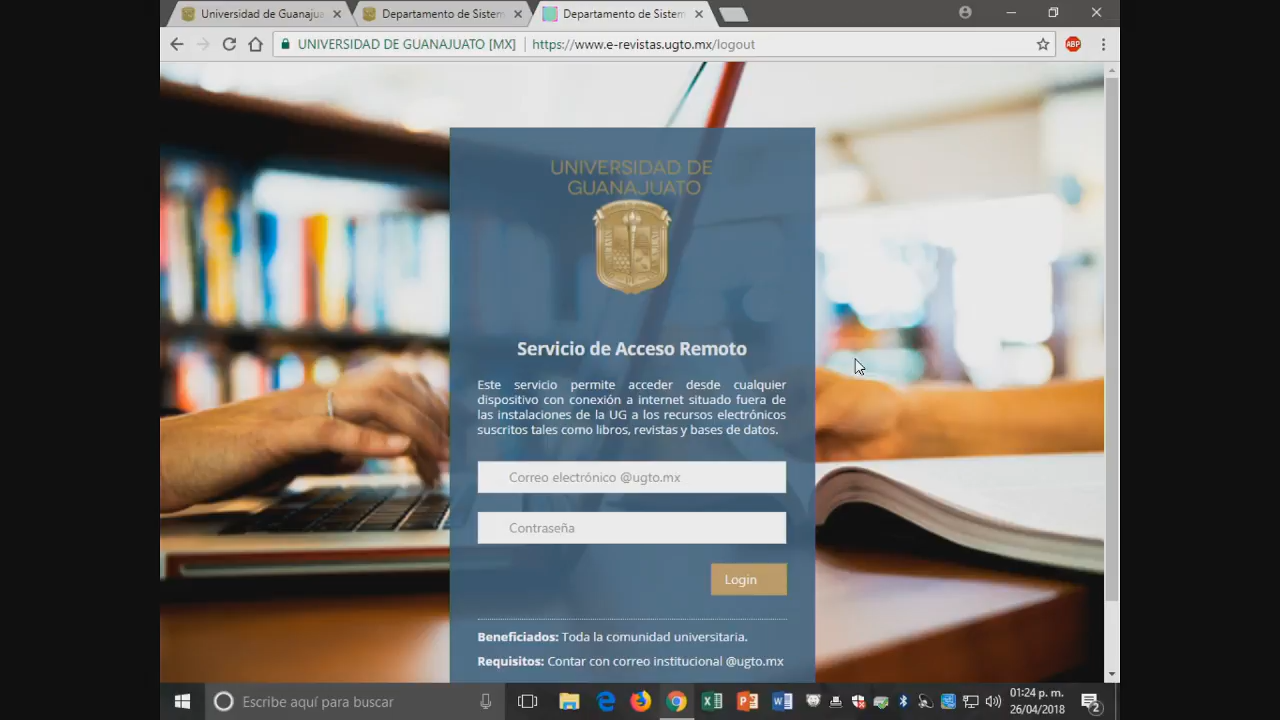 Universidad de Guanajua
Departamento de Sistem
Departamento de Sistem
UNIVERSIDAD DE GUANAJUATO [MX]
https://www.e-revistas.ugto.mx/logout
ABP
UNIVERSIDAD DE
GUANAJUATO
Servicio de Acceso Remoto
Este servicio permite acceder desde cualquier
dispositivo con conexión a internet situado fuera de
las instalaciones de la UG a los recursos electrónicos
suscritos tales como libros, revistas y bases de datos.
Correo electrónico @ugto.mx
Contraseña
Login
Beneficiados: Toda la comunidad universitaria.
Requisitos: Contar con correo institucional @ugto.mx
Escribe aquí para buscar
01:24 p. m.
26/04/2018
2